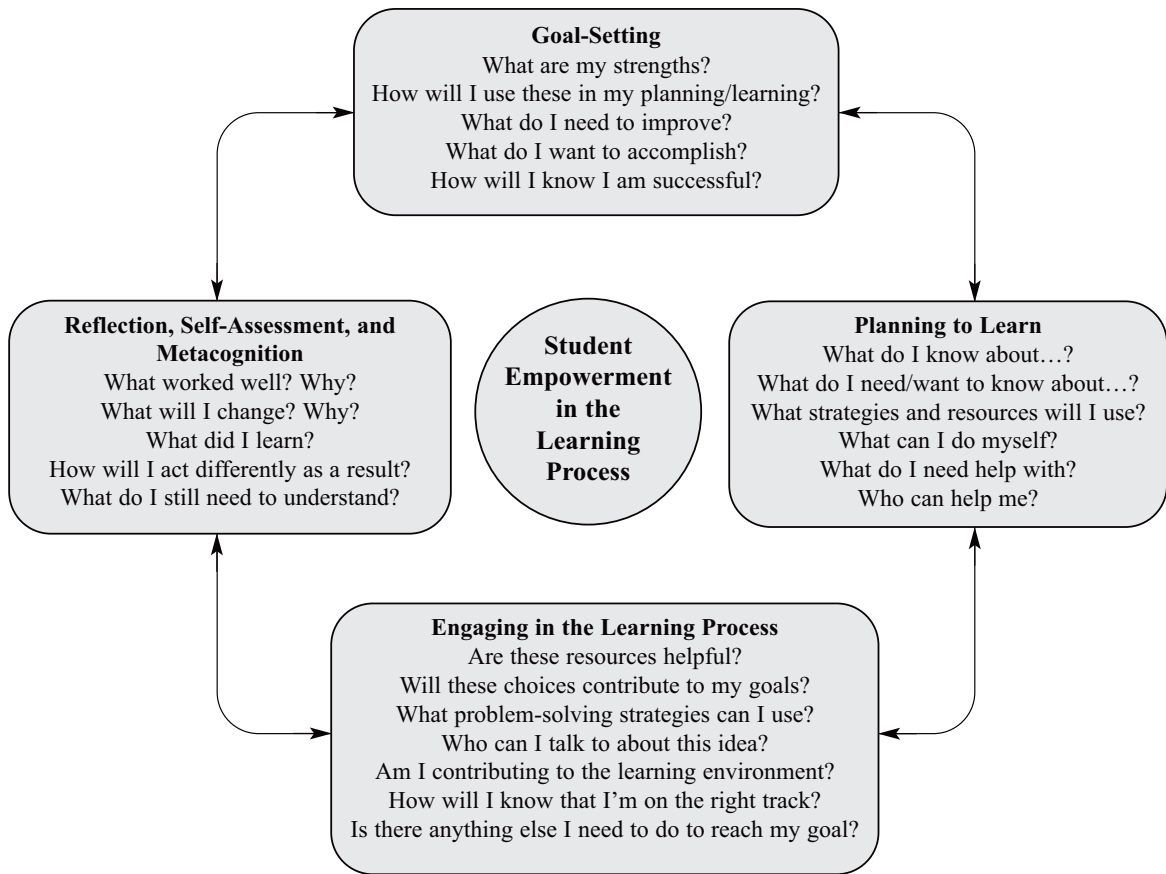 Goal-Setting
What are my strengths?
How will I use these in my planning/learning?
What do I need to improve?
What do I want to accomplish?
How will I know I am successful?
Reflection, Self-Assessment, and
Metacognition
What worked well? Why?
What will I change? Why?
What did I learn?
How will I act differently as a result?
What do I still need to understand?
Student
Empowerment
in the
Learning
Process
Planning to Learn
What do I know about…?
What do I need/want to know about…?
What strategies and resources will I use?
What can I do myself?
What do I need help with?
Who can help me?
Engaging in the Learning Process
Are these resources helpful?
Will these choices contribute to my goals?
What problem-solving strategies can I use?
Who can I talk to about this idea?
Am I contributing to the learning environment?
How will I know that I’m on the right track?
Is there anything else I need to do to reach my goal?